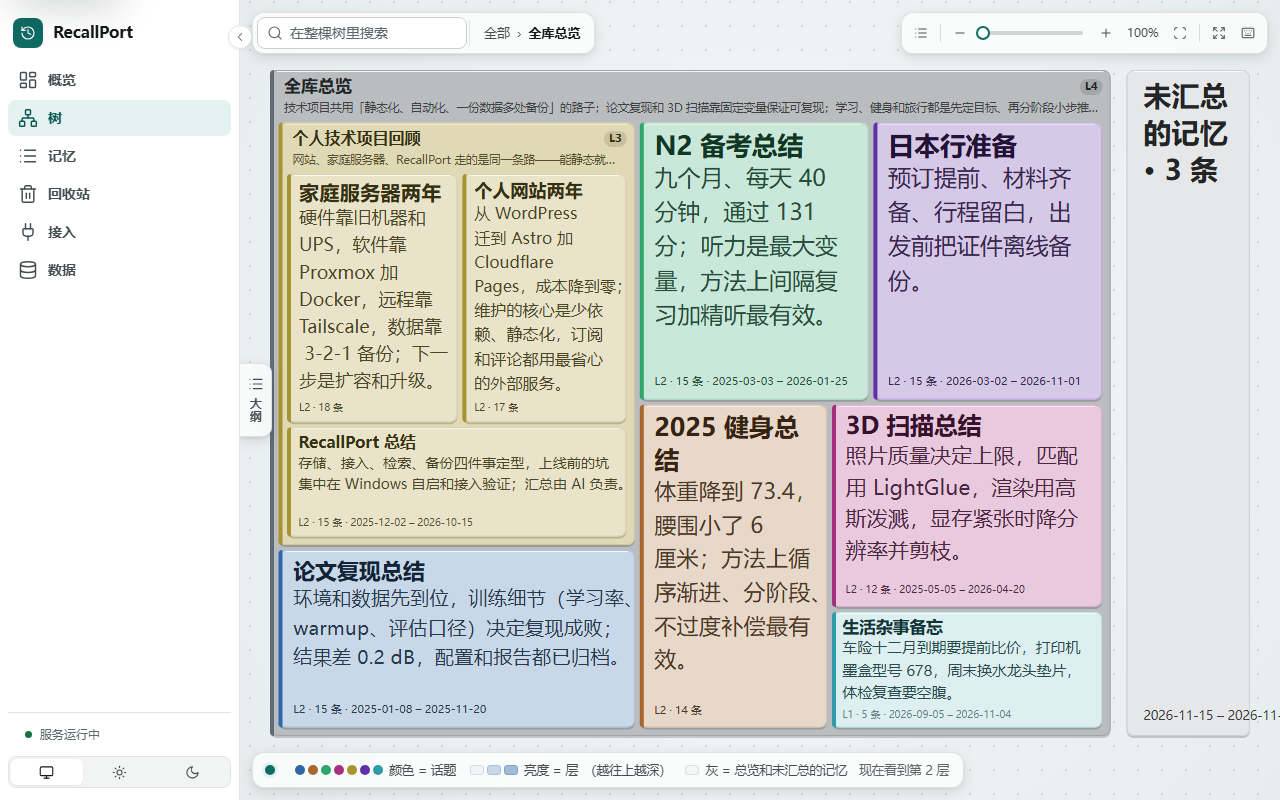 RecallPort
概览
树
记忆
回收站
接入
数据
服务运行中
在整棵树里搜索
全部 › 全库总览
100%
大纲
全库总览
L4
技术项目共用「静态化、自动化、一份数据多处备份」的路子；论文复现和 3D 扫描靠固定变量保证可复现；学习、健身和旅行都是先定目标、再分阶段小步推…
个人技术项目回顾
L3
网站、家庭服务器、RecallPort 走的是同一条路——能静态就…
家庭服务器两年
硬件靠旧机器和
UPS，软件靠
Proxmox 加
Docker，远程靠
Tailscale，数据靠
3-2-1 备份；下一
步是扩容和升级。
L2 · 18 条
个人网站两年
从 WordPress
迁到 Astro 加
Cloudflare
Pages，成本降到零；
维护的核心是少依
赖、静态化，订阅
和评论都用最省心
的外部服务。
L2 · 17 条
RecallPort 总结
存储、接入、检索、备份四件事定型，上线前的坑
集中在 Windows 自启和接入验证；汇总由 AI 负责。
L2 · 15 条 · 2025-12-02 – 2026-10-15
论文复现总结
环境和数据先到位，训练细节（学习率、
warmup、评估口径）决定复现成败；
结果差 0.2 dB，配置和报告都已归档。
L2 · 15 条 · 2025-01-08 – 2025-11-20
N2 备考总结
九个月、每天 40
分钟，通过 131
分；听力是最大变
量，方法上间隔复
习加精听最有效。
L2 · 15 条 · 2025-03-03 – 2026-01-25
日本行准备
预订提前、材料齐
备、行程留白，出
发前把证件离线备
份。
L2 · 15 条 · 2026-03-02 – 2026-11-01
2025 健身总
结
体重降到 73.4，
腰围小了 6
厘米；方法上循
序渐进、分阶段、
不过度补偿最有
效。
L2 · 14 条
3D 扫描总结
照片质量决定上限，匹配
用 LightGlue，渲染用高
斯泼溅，显存紧张时降分
辨率并剪枝。
L2 · 12 条 · 2025-05-05 – 2026-04-20
生活杂事备忘
车险十二月到期要提前比价，打印机
墨盒型号 678，周末换水龙头垫片，
体检复查要空腹。
L1 · 5 条 · 2026-09-05 – 2026-11-04
未汇总
的记忆
• 3 条
2026-11-15 – 2026-11-
颜色 = 话题
亮度 = 层 （越往上越深）
灰 = 总览和未汇总的记忆
现在看到第 2 层